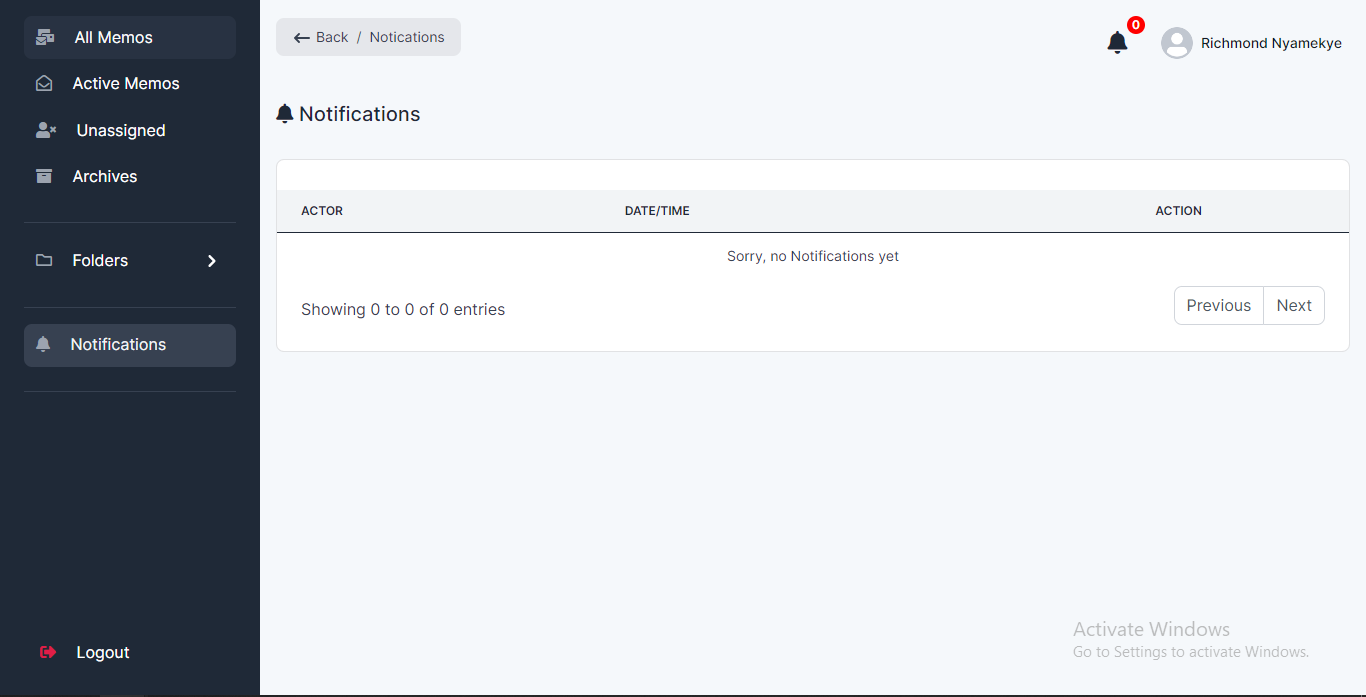 All Memos
Active Memos
Unassigned
Archives
Folders
Notifications
Logout
Back / Notications
0
Richmond Nyamekye
Notifications
ACTOR DATE/TIME ACTION
Sorry, no Notifications yet
Showing 0 to 0 of 0 entries
Previous Next
Activate Windows
Go to Settings to activate Windows.